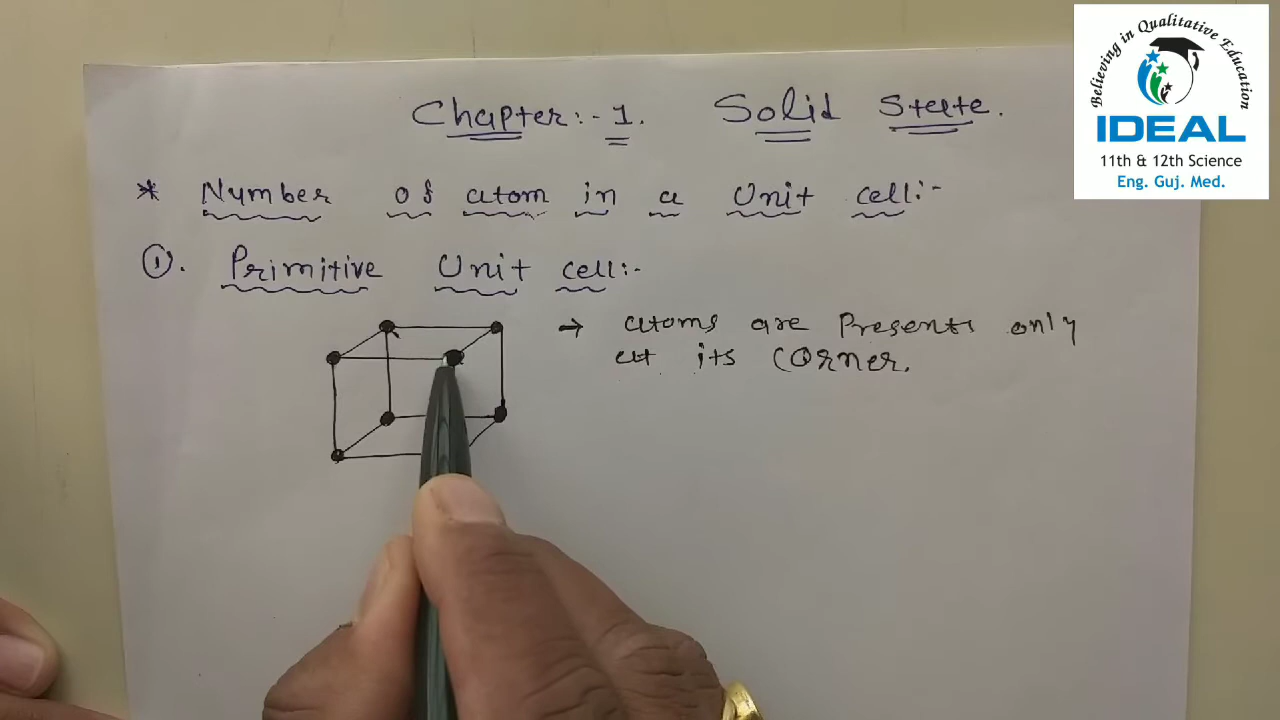 Believing in Qualitative Education
IDEAL
11th & 12th Science
Eng. Guj. Med.
Chapter:- 1. Solid State.
* Number of atom in a Unit cell:-
①. Primitive Unit cell:-
→ atoms are Presents only
at its corner.